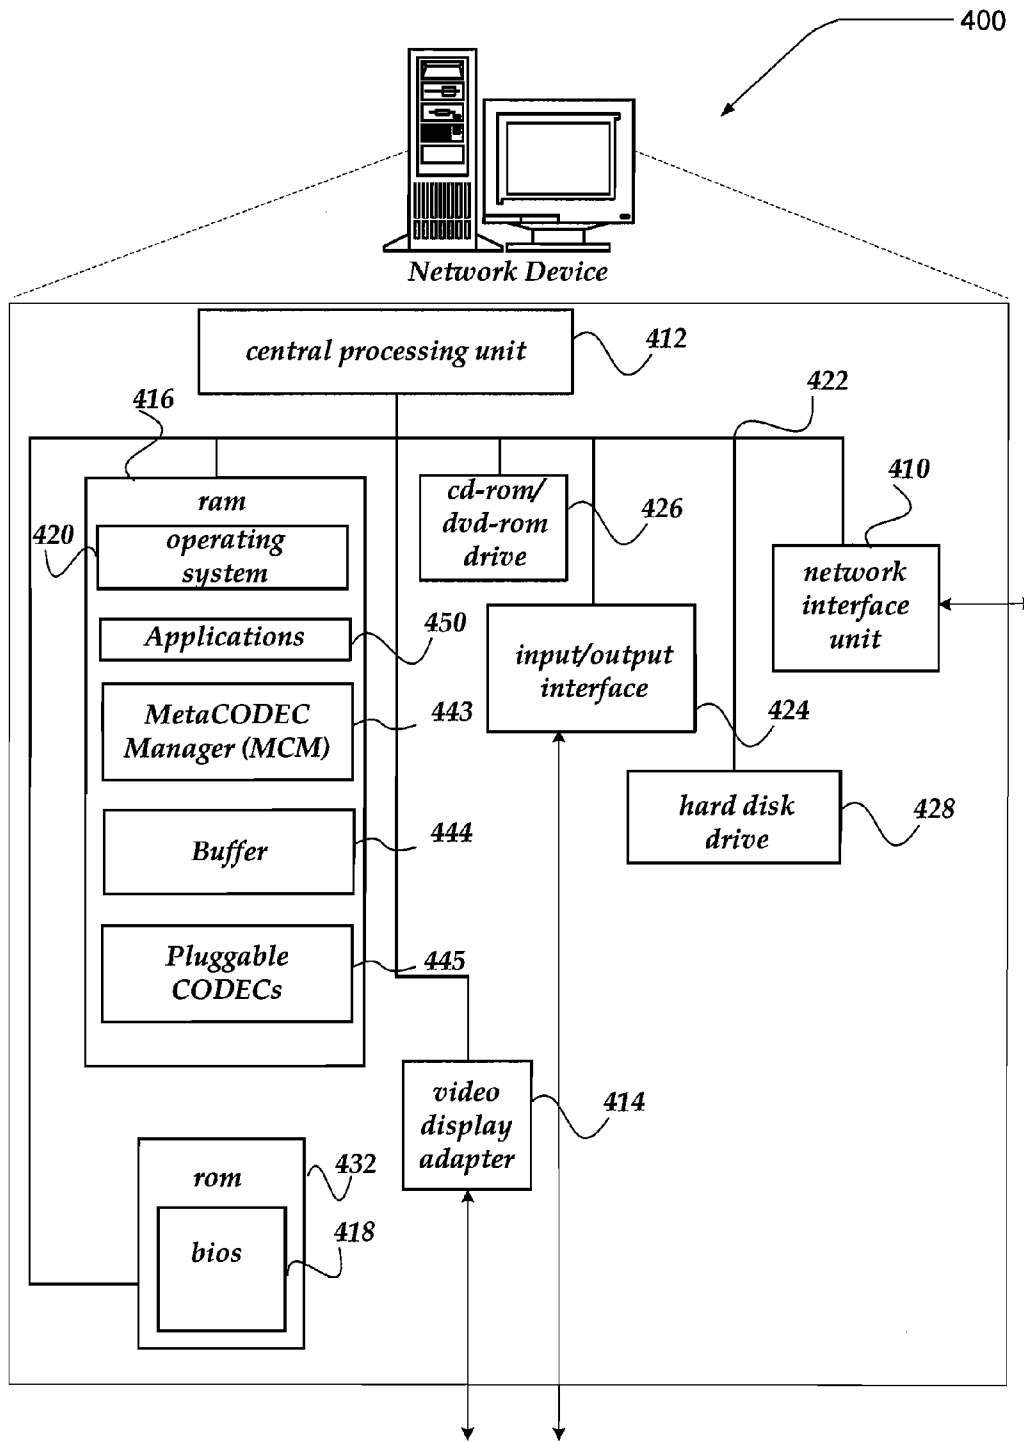 400
Network Device
central processing unit
412
416
422
ram
cd-rom/
dvd-rom
drive
426
410
420
operating
system
network
interface
unit
Applications
450
input/output
interface
424
MetaCODEC
Manager (MCM)
443
hard disk
drive
428
Buffer
444
Pluggable
CODECs
445
video
display
adapter
414
rom
432
bios
418